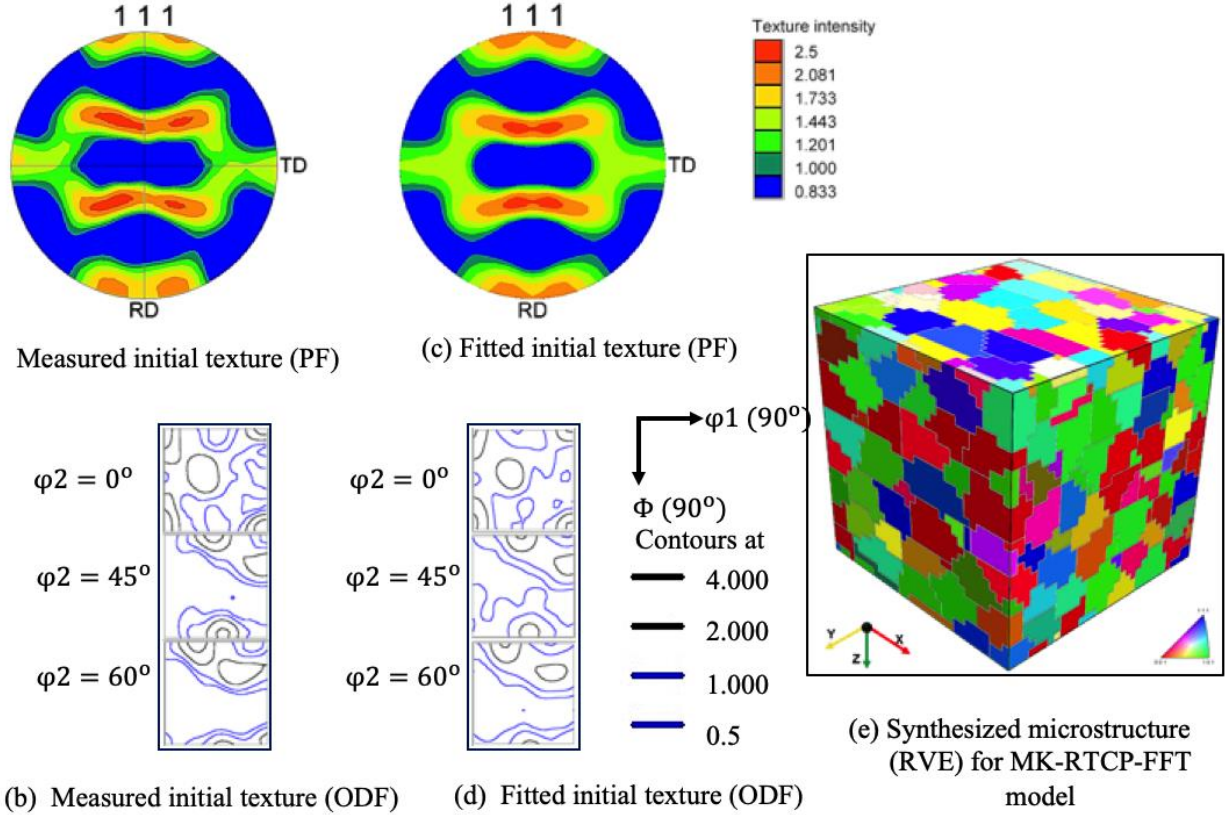 1 1 1
TD
RD
Measured initial texture (PF)
1 1 1
TD
RD
(c) Fitted initial texture (PF)
Texture intensity
2.5
2.081
1.733
1.443
1.201
1.000
0.833
φ2 = 0°
φ2 = 45°
φ2 = 60°
(b) Measured initial texture (ODF)
φ2 = 0°
φ2 = 45°
φ2 = 60°
(d) Fitted initial texture (ODF)
φ1 (90°)
Φ (90°)
Contours at
4.000
2.000
1.000
0.5
Y
X
Z
(e) Synthesized microstructure
(RVE) for MK-RTCP-FFT
model